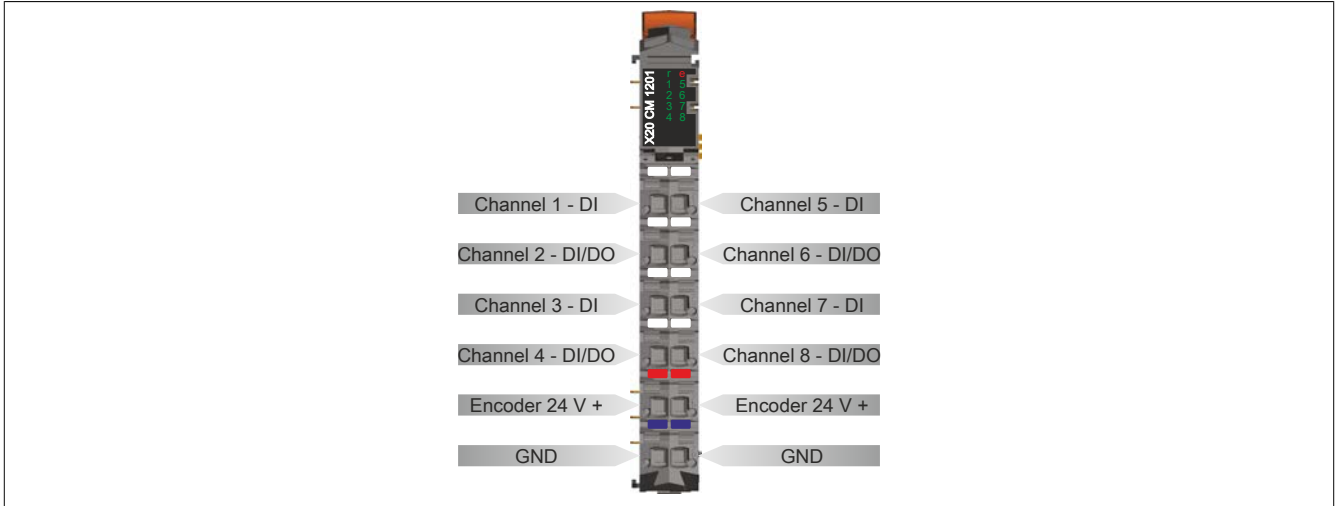 X20 CM 1201
r e
1 5
2 6
3 7
4 8
Channel 1 - DI
Channel 5 - DI
Channel 2 - DI/DO
Channel 6 - DI/DO
Channel 3 - DI
Channel 7 - DI
Channel 4 - DI/DO
Channel 8 - DI/DO
Encoder 24 V +
Encoder 24 V +
GND
GND